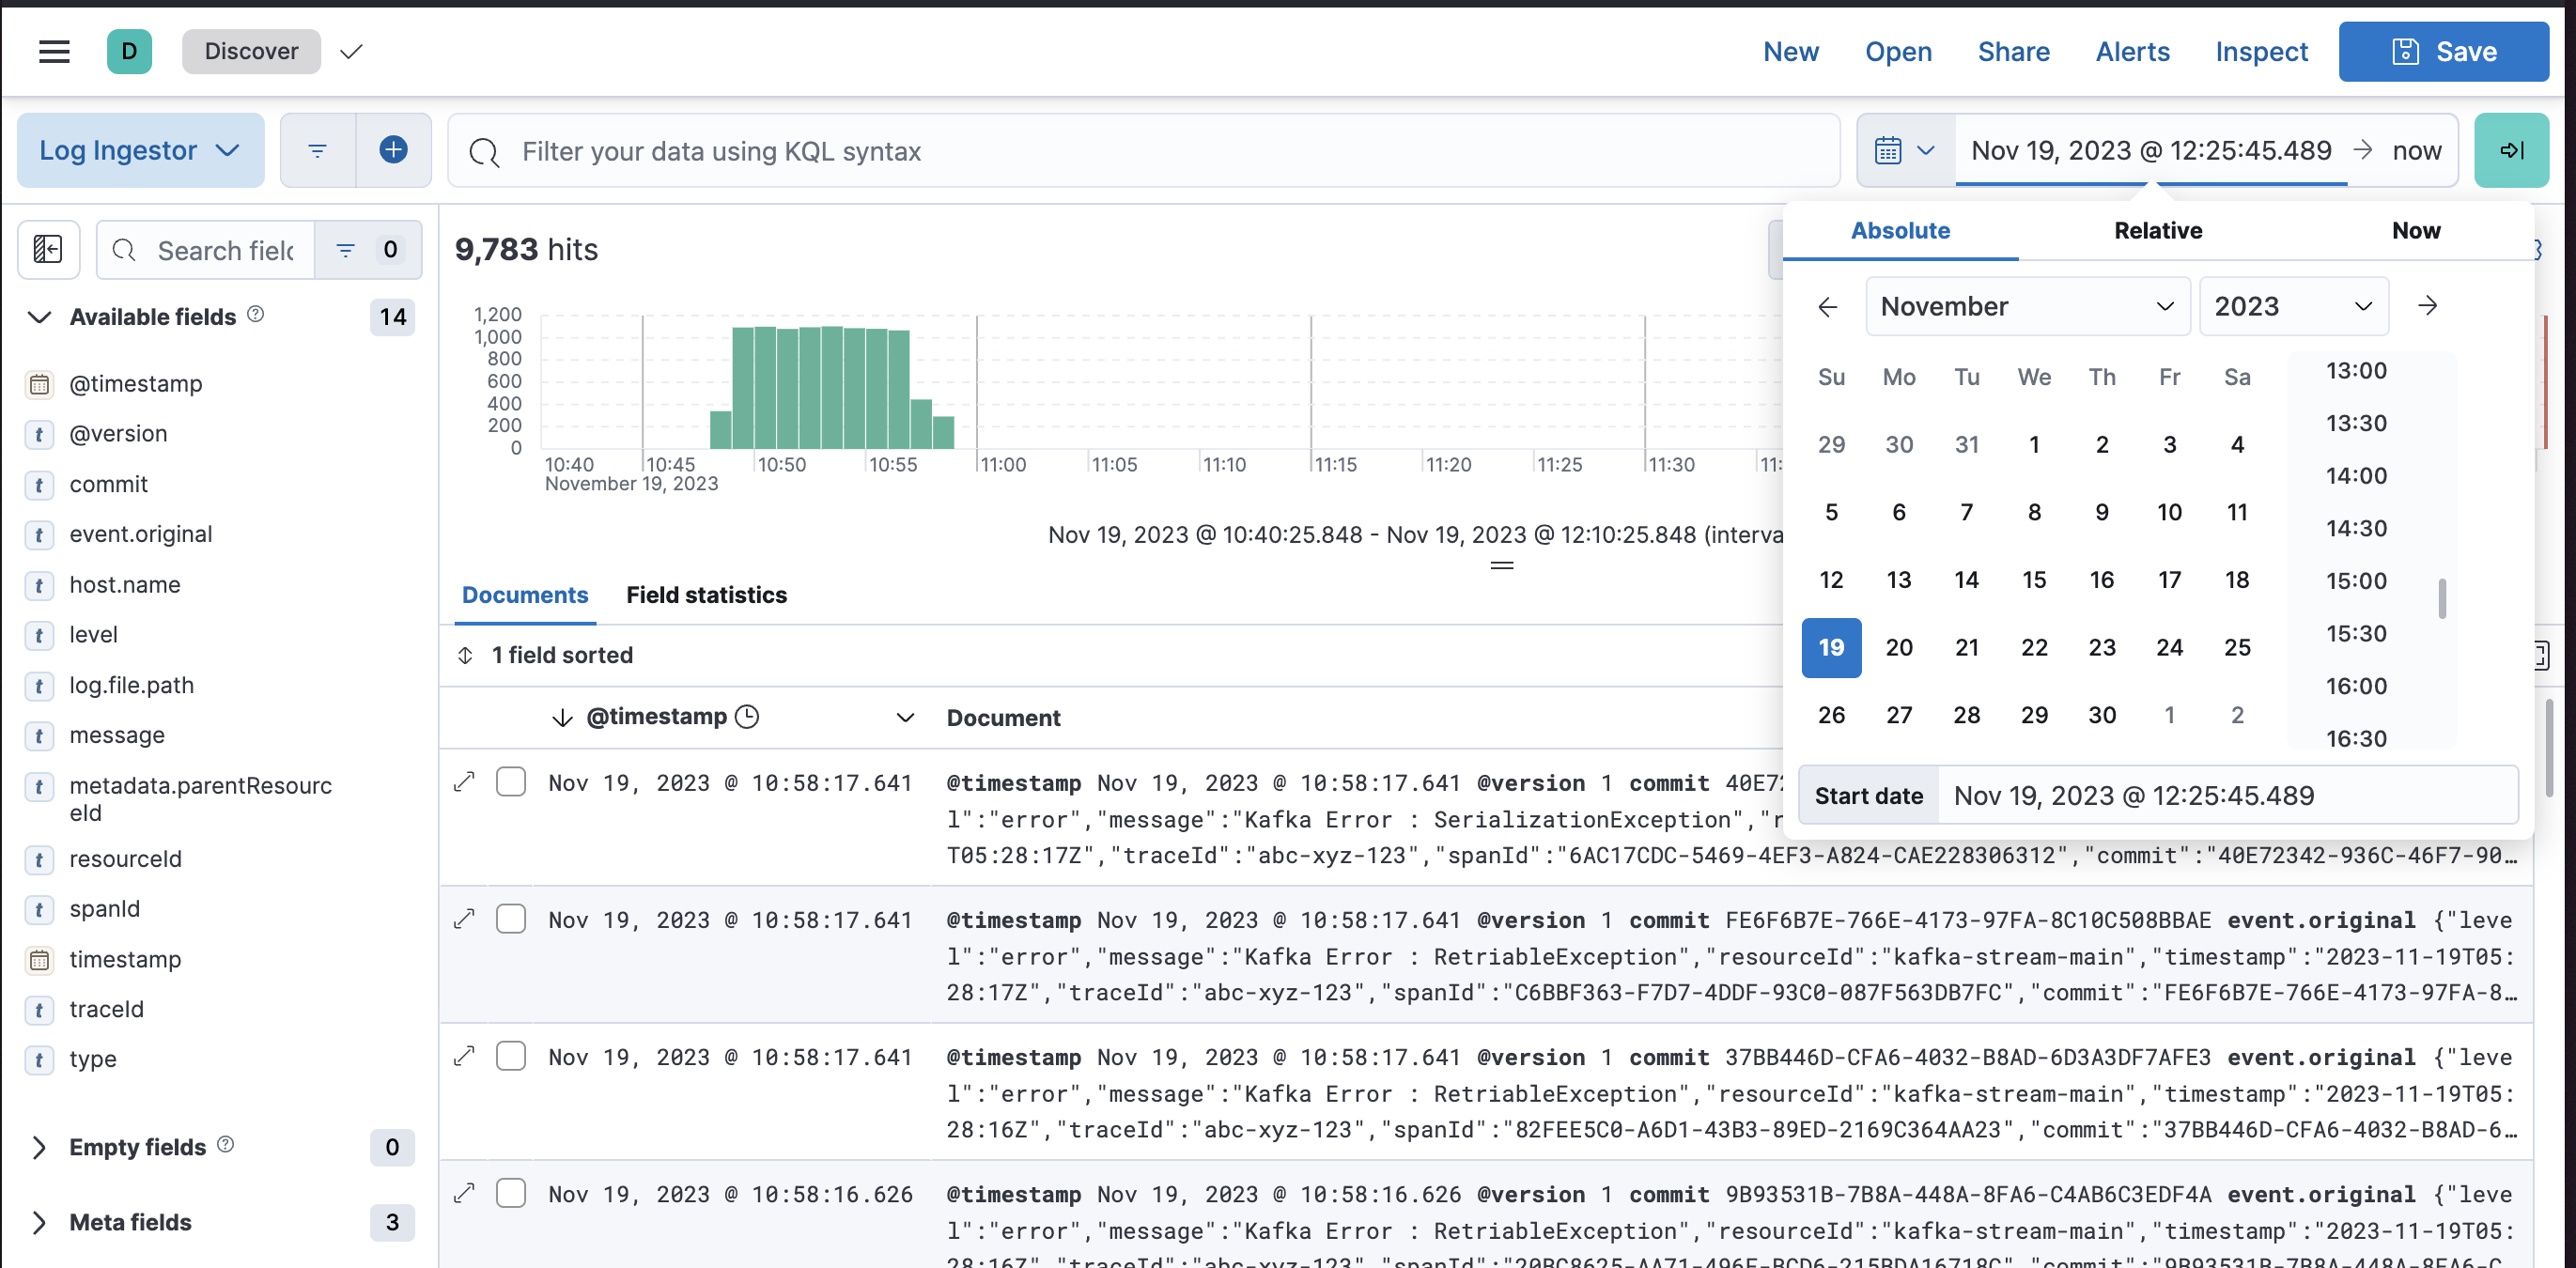 D Discover New Open Share Alerts Inspect Save
Log Ingestor Filter your data using KQL syntax Nov 19, 2023 @ 12:25:45.489 → now
Search field 0
Available fields 14
@timestamp
t @version
t commit
t event.original
t host.name
t level
t log.file.path
t message
t metadata.parentResourc
eId
t resourceId
t spanId
timestamp
t traceId
t type
Empty fields 0
Meta fields 3
9,783 hits
1,200
1,000
800
600
400
200
0
10:40 10:45 10:50 10:55 11:00 11:05 11:10 11:15 11:20 11:25 11:30 11:
November 19, 2023
Nov 19, 2023 @ 10:40:25.848 - Nov 19, 2023 @ 12:10:25.848 (interva
Documents Field statistics
1 field sorted
@timestamp Document
Nov 19, 2023 @ 10:58:17.641 @timestamp Nov 19, 2023 @ 10:58:17.641 @version 1 commit 40E72
l":"error","message":"Kafka Error : SerializationException","r
T05:28:17Z","traceId":"abc-xyz-123","spanId":"6AC17CDC-5469-4EF3-A824-CAE228306312","commit":"40E72342-936C-46F7-90…
Nov 19, 2023 @ 10:58:17.641 @timestamp Nov 19, 2023 @ 10:58:17.641 @version 1 commit FE6F6B7E-766E-4173-97FA-8C10C508BBAE event.original {"leve
l":"error","message":"Kafka Error : RetriableException","resourceId":"kafka-stream-main","timestamp":"2023-11-19T05:
28:17Z","traceId":"abc-xyz-123","spanId":"C6BBF363-F7D7-4DDF-93C0-087F563DB7FC","commit":"FE6F6B7E-766E-4173-97FA-8…
Nov 19, 2023 @ 10:58:17.641 @timestamp Nov 19, 2023 @ 10:58:17.641 @version 1 commit 37BB446D-CFA6-4032-B8AD-6D3A3DF7AFE3 event.original {"leve
l":"error","message":"Kafka Error : RetriableException","resourceId":"kafka-stream-main","timestamp":"2023-11-19T05:
28:16Z","traceId":"abc-xyz-123","spanId":"82FEE5C0-A6D1-43B3-89ED-2169C364AA23","commit":"37BB446D-CFA6-4032-B8AD-6…
Nov 19, 2023 @ 10:58:16.626 @timestamp Nov 19, 2023 @ 10:58:16.626 @version 1 commit 9B93531B-7B8A-448A-8FA6-C4AB6C3EDF4A event.original {"leve
l":"error","message":"Kafka Error : RetriableException","resourceId":"kafka-stream-main","timestamp":"2023-11-19T05:
Absolute Relative Now
November 2023
Su Mo Tu We Th Fr Sa
29 30 31 1 2 3 4
5 6 7 8 9 10 11
12 13 14 15 16 17 18
19 20 21 22 23 24 25
26 27 28 29 30 1 2
13:00
13:30
14:00
14:30
15:00
15:30
16:00
16:30
Start date Nov 19, 2023 @ 12:25:45.489